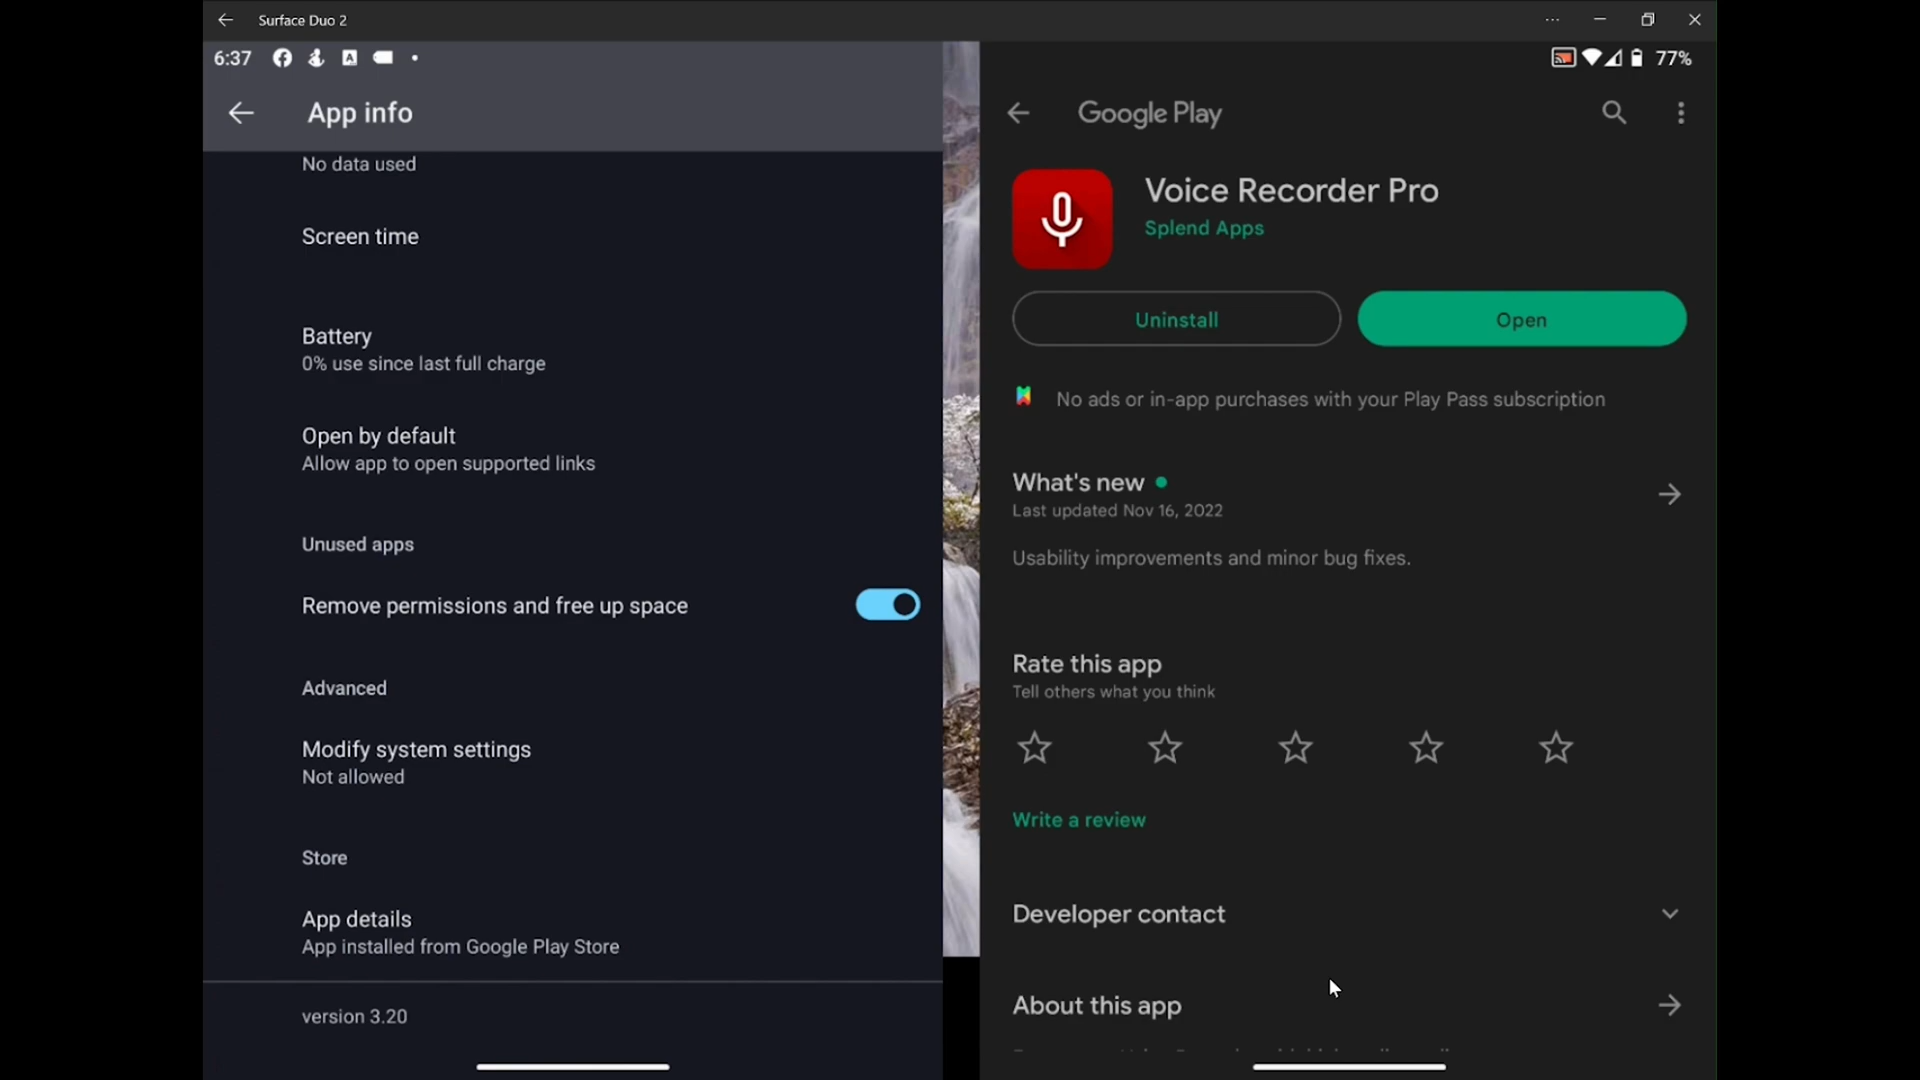 Surface Duo 2
6:37
77%
App info
No data used
Screen time
Battery
0% use since last full charge
Open by default
Allow app to open supported links
Unused apps
Remove permissions and free up space
Advanced
Modify system settings
Not allowed
Store
App details
App installed from Google Play Store
version 3.20
Google Play
Voice Recorder Pro
Splend Apps
Uninstall
Open
No ads or in-app purchases with your Play Pass subscription
What's new
Last updated Nov 16, 2022
Usability improvements and minor bug fixes.
Rate this app
Tell others what you think
Write a review
Developer contact
About this app